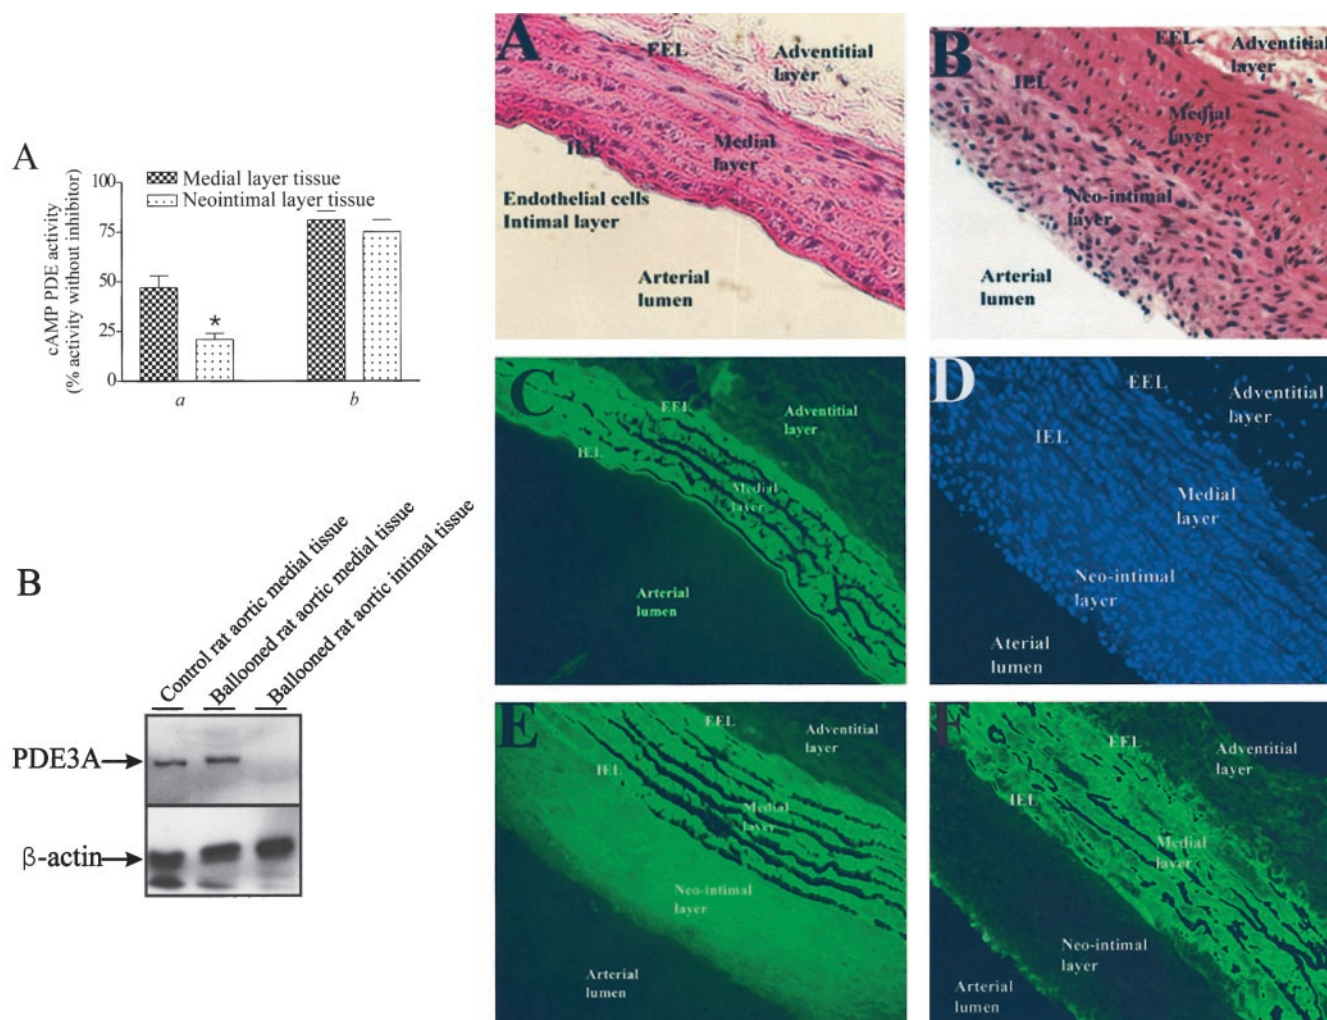 A
100
75
50
25
0
cAMP PDE activity
(% activity without inhibitor)
Medial layer tissue
Neointimal layer tissue
*
a
b
B
Control rat aortic medial tissue
Ballooned rat aortic medial tissue
Ballooned rat aortic intimal tissue
PDE3A
β-actin
A
EEL
Adventitial
layer
Medial
layer
IEL
Endothelial cells
Intimal layer
Arterial
lumen
B
EEL
Adventitial
layer
IEL
Medial
layer
Neo-intimal
layer
Arterial
lumen
C
EEL
Adventitial
layer
IEL
Medial
layer
Arterial
lumen
D
EEL
Adventitial
layer
IEL
Medial
layer
Neo-intimal
layer
Aterial
lumen
E
EEL
Adventitial
layer
IEL
Medial
layer
Neo-intimal
layer
Arterial
lumen
F
EEL
Adventitial
layer
IEL
Medial
layer
Neo-intimal
layer
Arterial
lumen